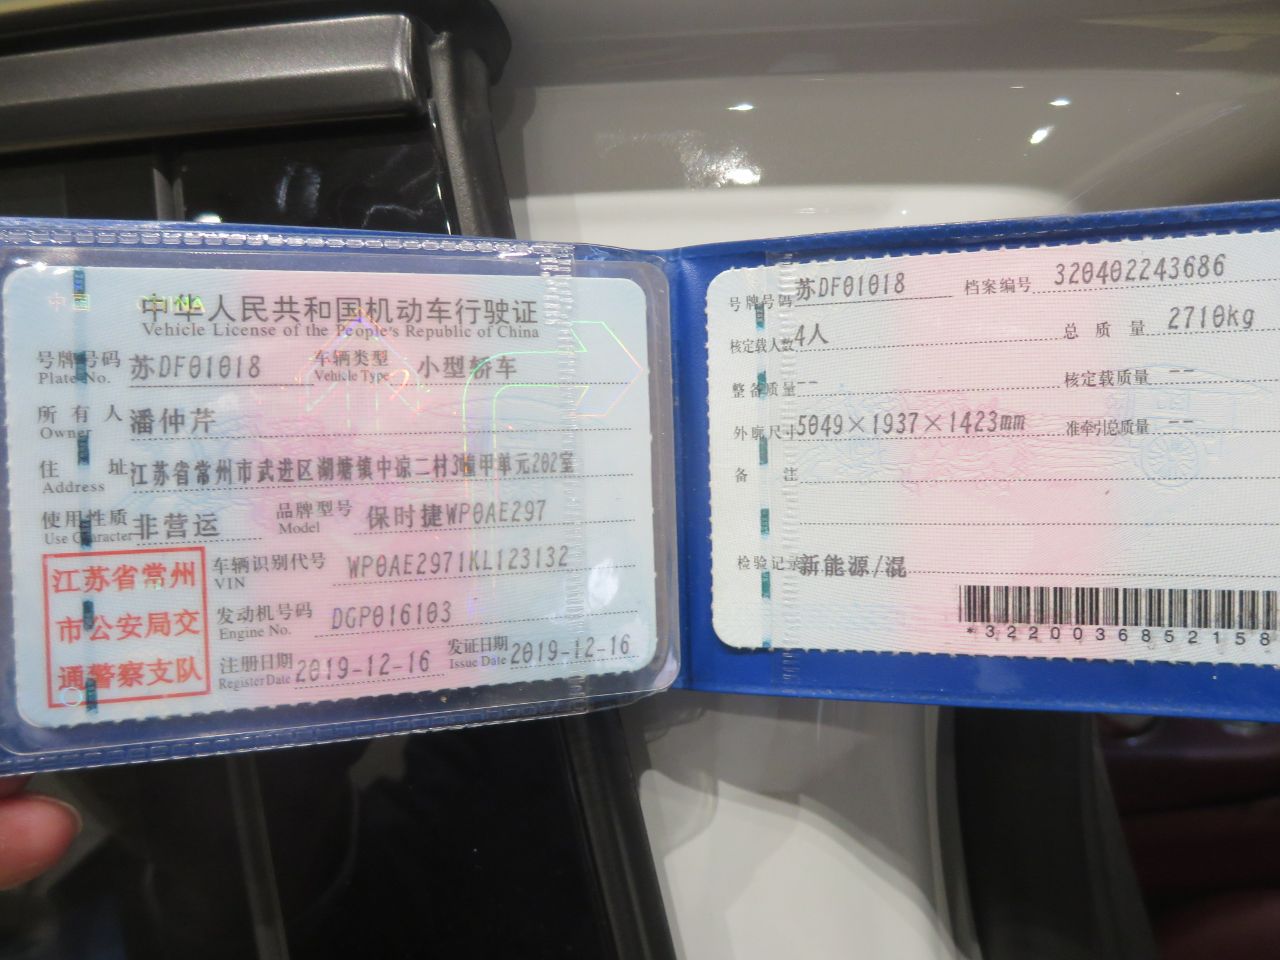 中国 CHINA
中华人民共和国机动车行驶证
Vehicle License of the People's Republic of China
号牌号码 苏DF01018 车辆类型 小型轿车
Plate No. Vehicle Type
所有人 潘仲芹
Owner
住址 江苏省常州市武进区湖塘镇中凉二村3幢甲单元202室
Address
使用性质 非营运 品牌型号 保时捷WP0AE297
Use Character Model
江苏省常州
市公安局交
通警察支队
车辆识别代号 WP0AE2971KL123132
VIN
发动机号码 DGP016103
Engine No.
注册日期 2019-12-16 发证日期 2019-12-16
Register Date Issue Date
号牌号码 苏DF01018 档案编号 320402243686
核定载人数 4人 总质量 2710kg
整备质量 -- 核定载质量 --
外廓尺寸 5049×1937×1423mm 准牵引总质量 --
备注
检验记录 新能源/混
*3220036852158